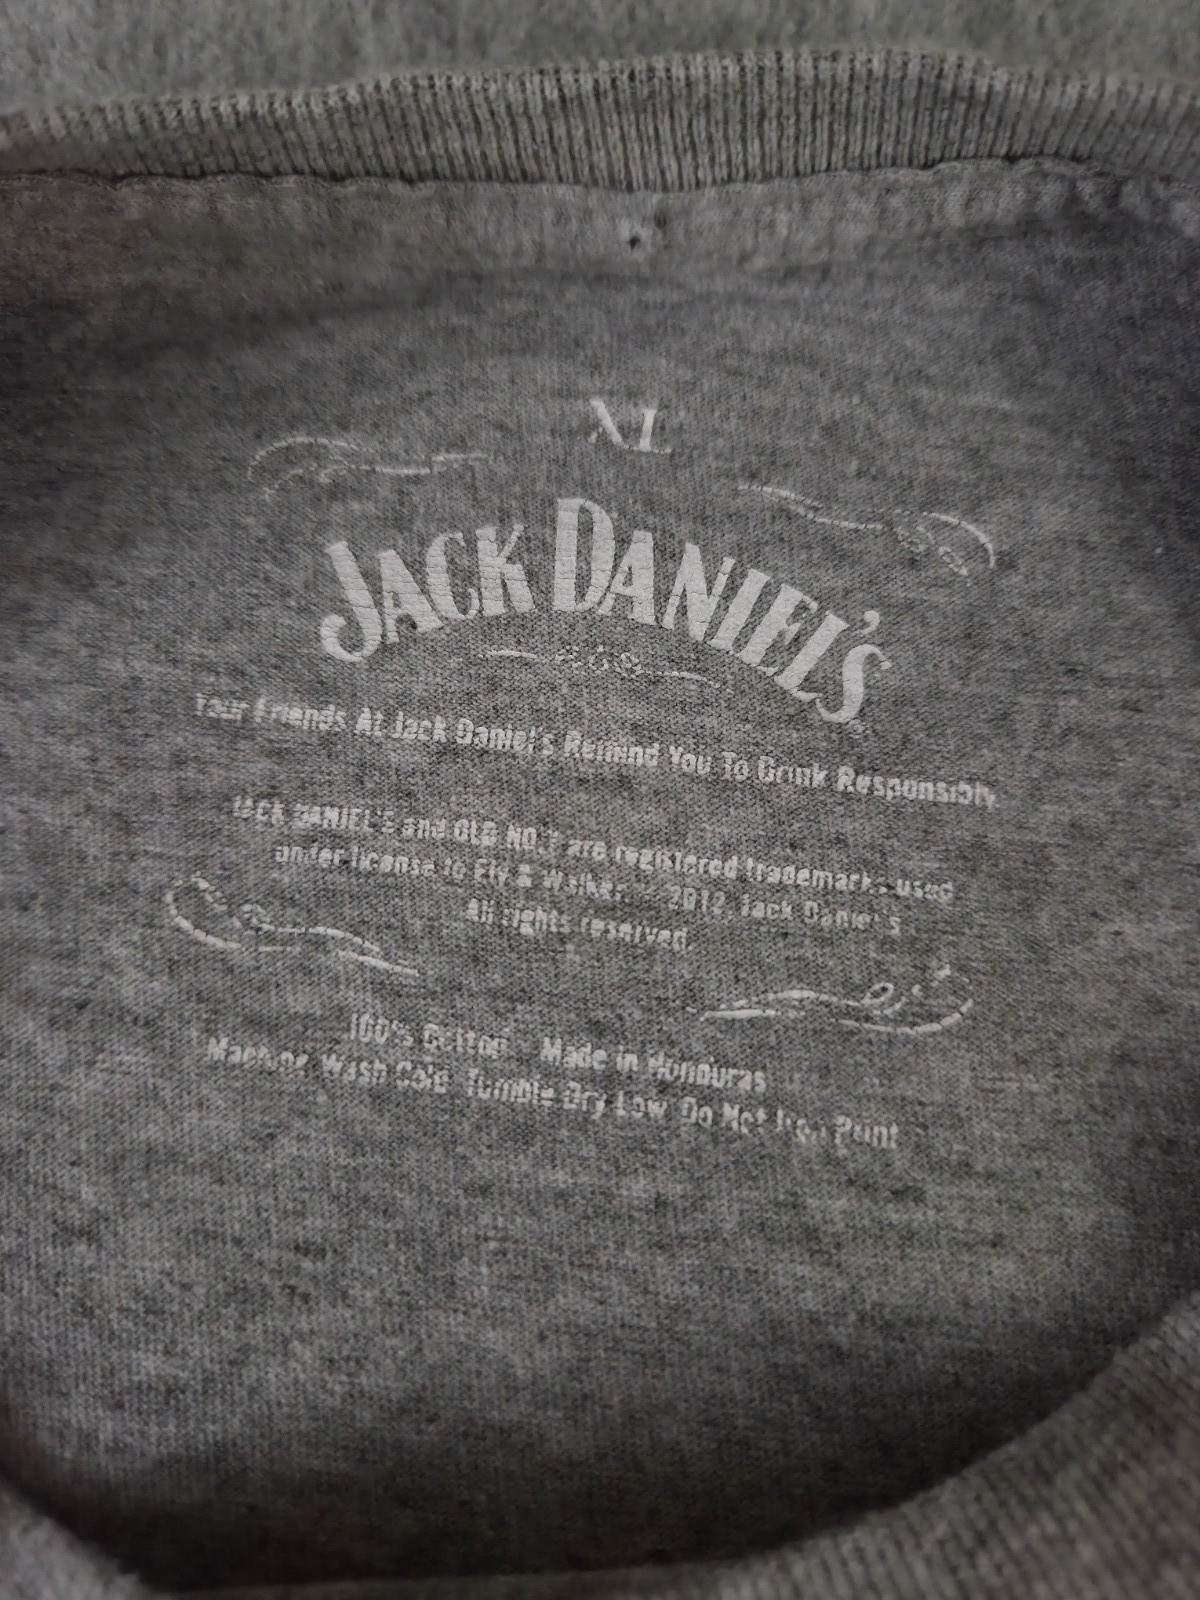 XL
JACK DANIEL'S
Your Friends At Jack Daniel's Remind You To Drink Responsibly.
JACK DANIEL'S and OLD NO. 7 are registered trademarks used
under license to Ely & Walker. 2012, Jack Daniel's.
All rights reserved.
100% Cotton Made in Honduras
Machine Wash Cold Tumble Dry Low Do Not Iron Print